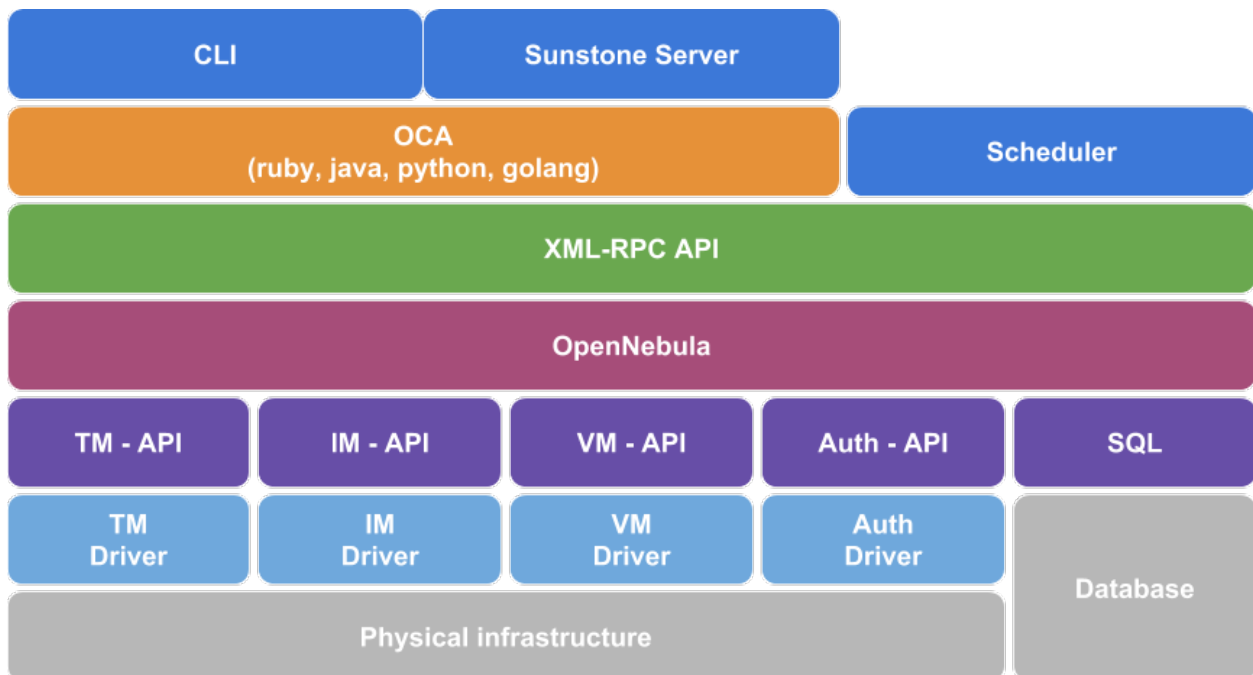 CLI
Sunstone Server
OCA
(ruby, java, python, golang)
Scheduler
XML-RPC API
OpenNebula
TM - API
IM - API
VM - API
Auth - API
SQL
TM
Driver
IM
Driver
VM
Driver
Auth
Driver
Database
Physical infrastructure